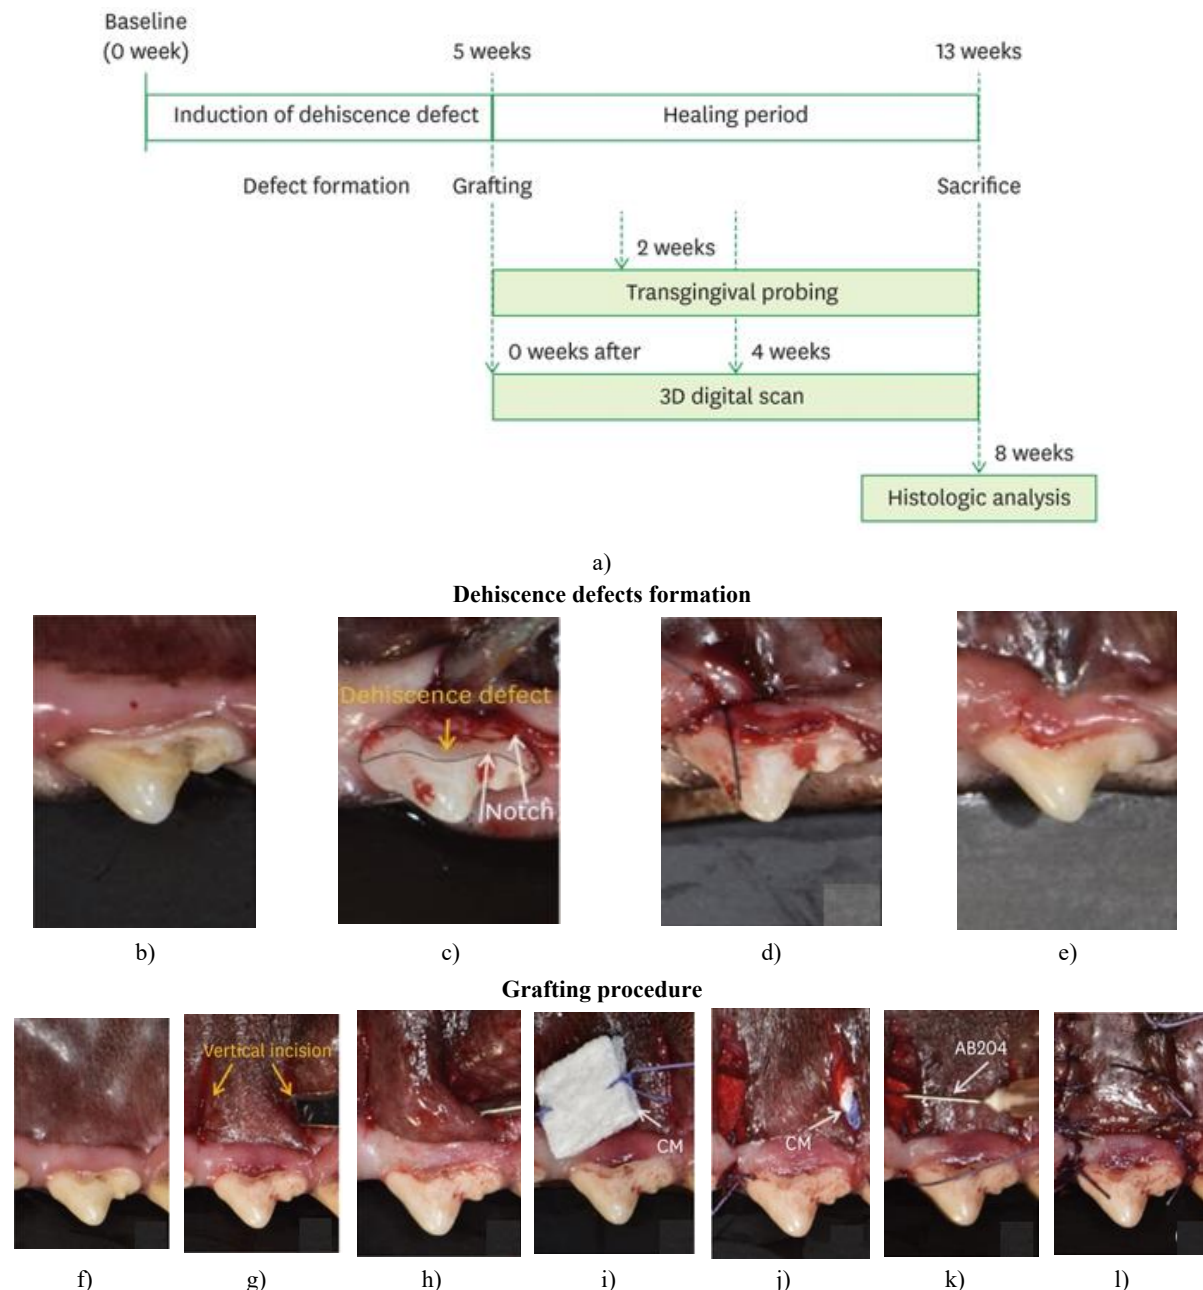 Baseline
(0 week)
5 weeks
13 weeks
Induction of dehiscence defect
Healing period
Defect formation
Grafting
Sacrifice
2 weeks
Transgingival probing
0 weeks after
4 weeks
3D digital scan
8 weeks
Histologic analysis
a)
Dehiscence defects formation
Dehiscence defect
Notch
b)
c)
d)
e)
Grafting procedure
Vertical incision
CM
CM
AB204
f)
g)
h)
i)
j)
k)
l)